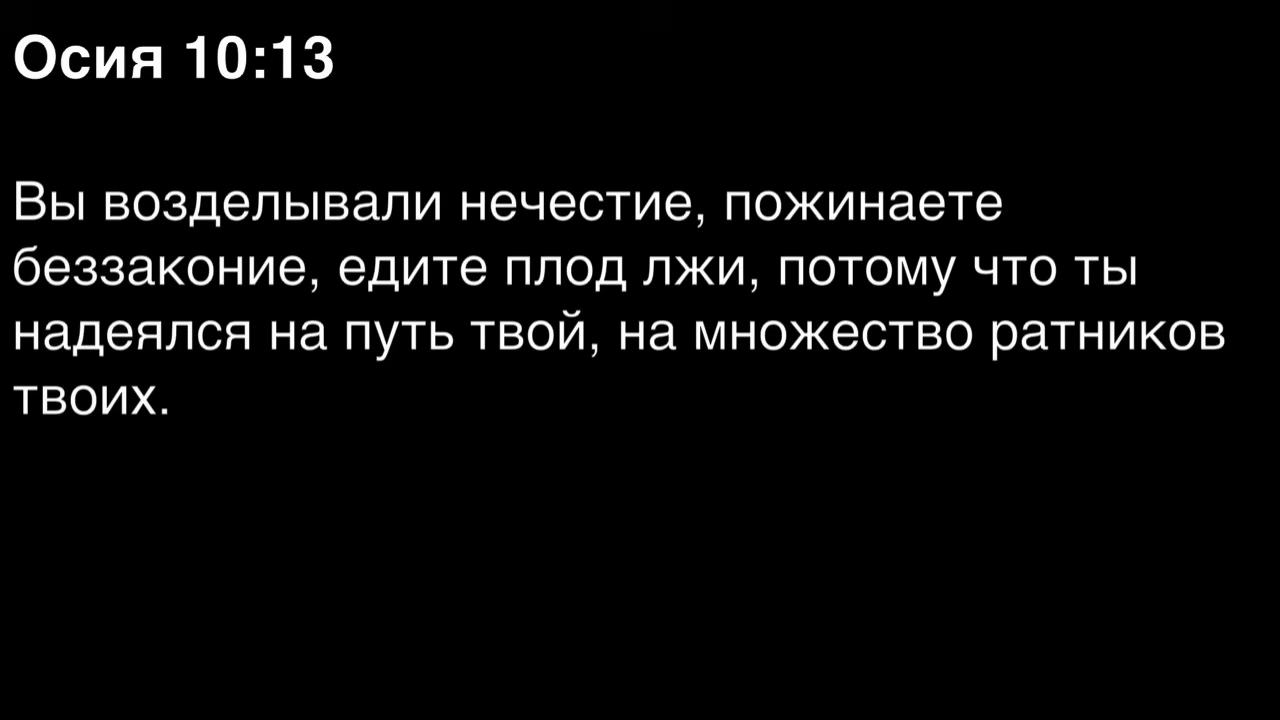 Осия 10:13
Вы возделывали нечестие, пожинаете
беззаконие, едите плод лжи, потому что ты
надеялся на путь твой, на множество ратников
твоих.